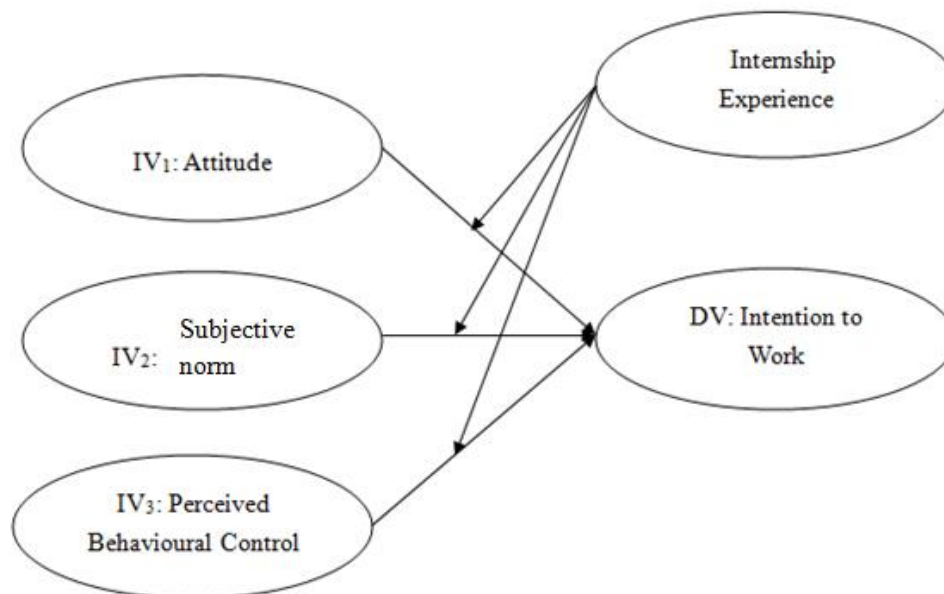 Internship
Experience
IV₁: Attitude
DV: Intention to
Work
IV₂: Subjective
norm
IV₃: Perceived
Behavioural Control